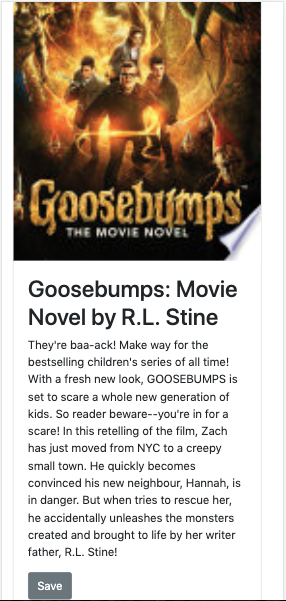 Goosebumps
THE MOVIE NOVEL
Goosebumps: Movie
Novel by R.L. Stine
They're baa-ack! Make way for the
bestselling children's series of all time!
With a fresh new look, GOOSEBUMPS is
set to scare a whole new generation of
kids. So reader beware--you're in for a
scare! In this retelling of the film, Zach
has just moved from NYC to a creepy
small town. He quickly becomes
convinced his new neighbour, Hannah, is
in danger. But when tries to rescue her,
he accidentally unleashes the monsters
created and brought to life by her writer
father, R.L. Stine!
Save